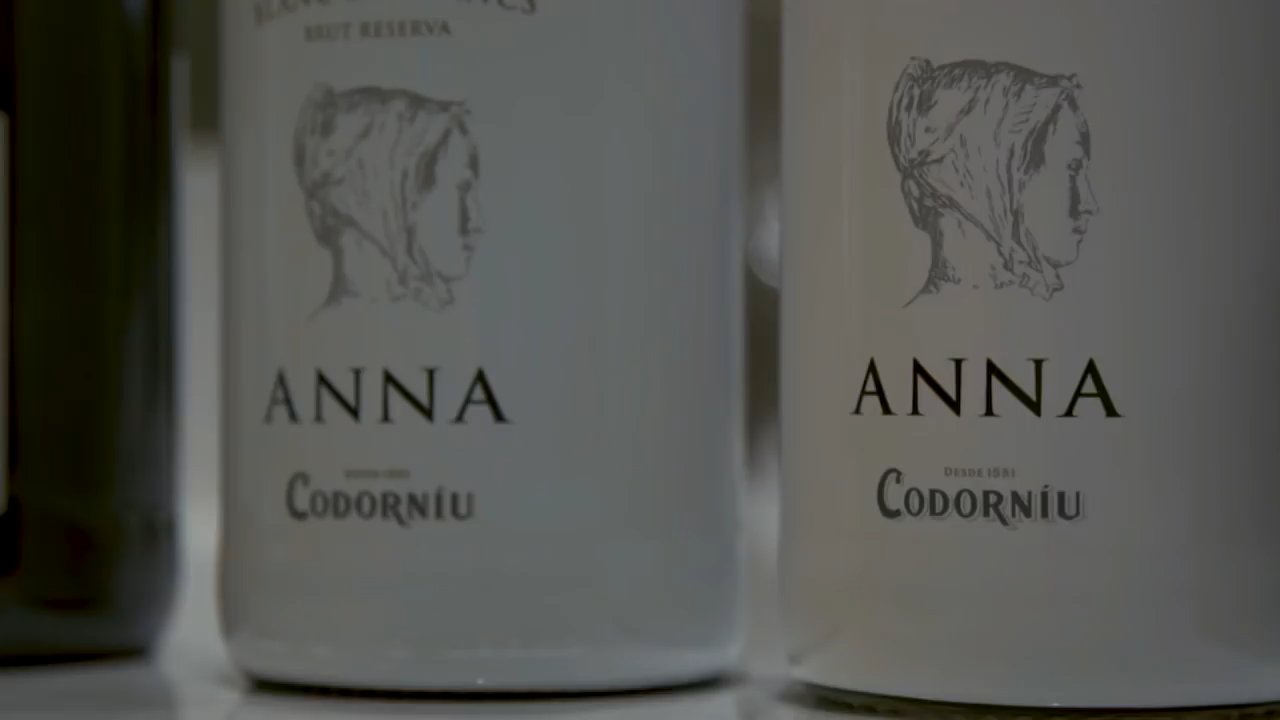 BRUT RESERVA
ANNA
CODORNÍU
ANNA
DESDE 1551
CODORNÍU